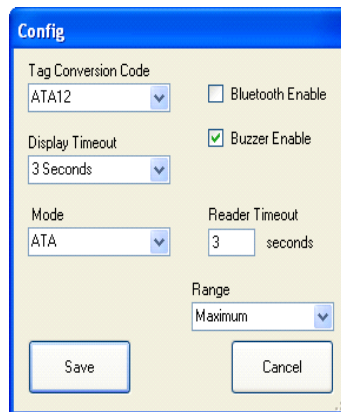 Config
Tag Conversion Code
ATA12
Bluetooth Enable
Display Timeout
Buzzer Enable
3 Seconds
Mode
Reader Timeout
ATA
3 seconds
Range
Maximum
Save
Cancel